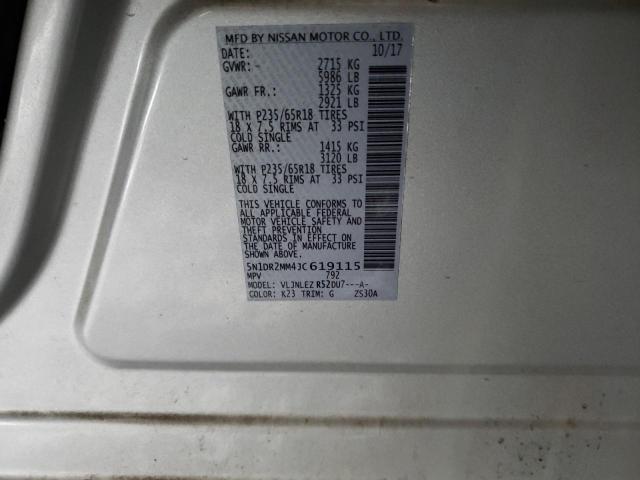 MFD BY NISSAN MOTOR CO., LTD.
DATE: 10/17
GVWR: - 2715 KG
5986 LB
GAWR FR.: 1325 KG
2921 LB
WITH P235/65R18 TIRES
18 X 7.5 RIMS AT 33 PSI
COLD SINGLE
GAWR RR.: 1415 KG
3120 LB
WITH P235/65R18 TIRES
18 X 7.5 RIMS AT 33 PSI
COLD SINGLE
THIS VEHICLE CONFORMS TO
ALL APPLICABLE FEDERAL
MOTOR VEHICLE SAFETY AND
THEFT PREVENTION
STANDARDS IN EFFECT ON
THE DATE OF MANUFACTURE
SHOWN ABOVE.
5N1DR2MM4JC619115
MPV 792
MODEL: VLJNLEZ R52DU7---A-
COLOR: K23 TRIM: G ZS30A